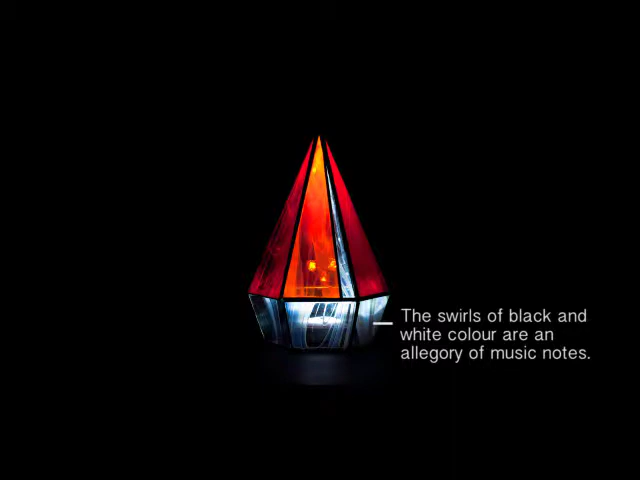 The swirls of black and
white colour are an
allegory of music notes.